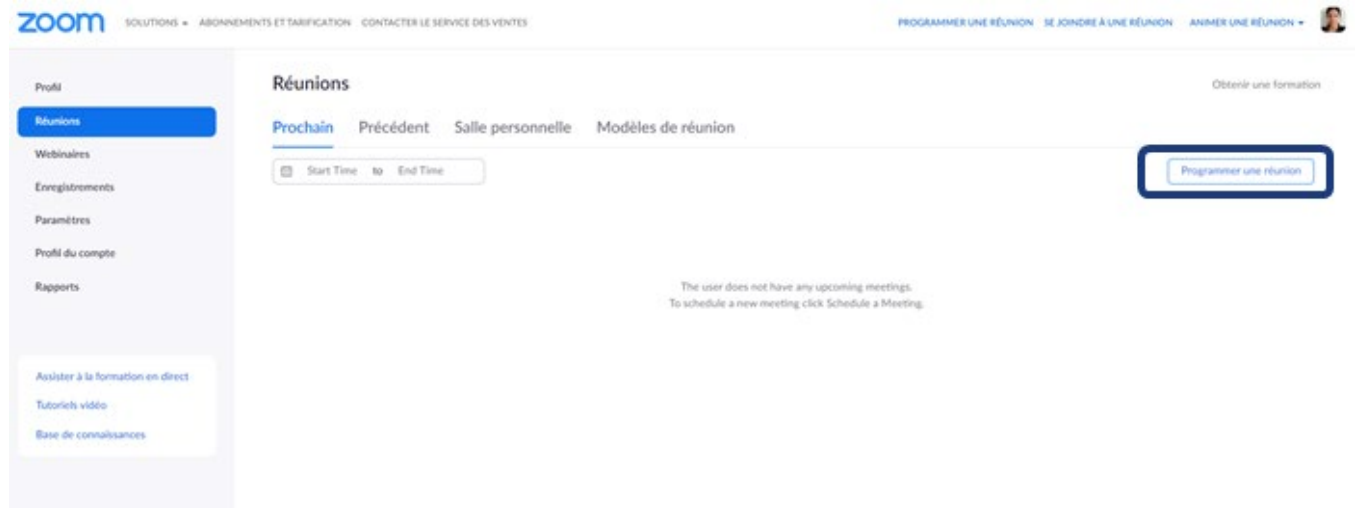 zoom SOLUTIONS ABONNEMENTS ET TARIFICATION CONTACTER LE SERVICE DES VENTES PROGRAMMER UNE RÉUNION SE JOINDRE À UNE RÉUNION ANIMER UNE RÉUNION
Profil
Réunions
Webinaires
Enregistrements
Paramètres
Profil du compte
Rapports
Assister à la formation en direct
Tutoriels vidéo
Base de connaissances
Réunions
Obtenir une formation
Prochain Précédent Salle personnelle Modèles de réunion
Start Time to End Time
Programmer une réunion
The user does not have any upcoming meetings.
To schedule a new meeting click Schedule a Meeting.